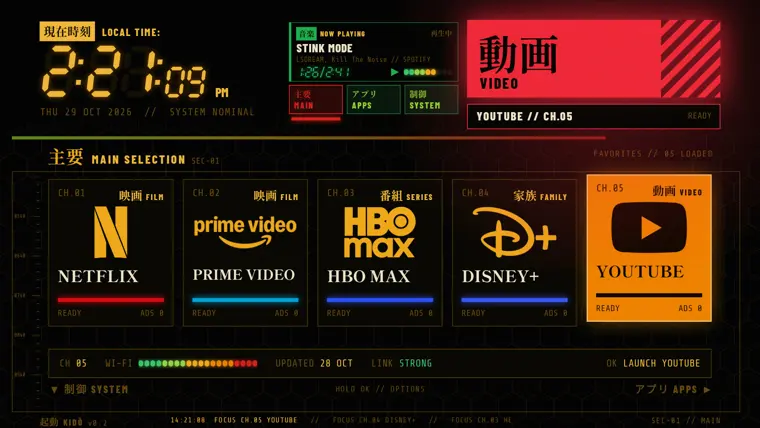 現在時刻 LOCAL TIME:
2:21:09 PM
THU 29 OCT 2026 // SYSTEM NOMINAL
音楽 NOW PLAYING 再生中
STINK MODE
LSDREAM, Kill The Noise // SPOTIFY
1:26/2:41
主要 MAIN
アプリ APPS
制御 SYSTEM
動画
VIDEO
YOUTUBE // CH.05 READY
主要 MAIN SELECTION SEC-01
FAVORITES // 05 LOADED
CH.01 映画 FILM
NETFLIX
READY ADS 0
CH.02 映画 FILM
prime video
PRIME VIDEO
READY ADS 0
CH.03 番組 SERIES
HBO max
HBO MAX
READY ADS 0
CH.04 家族 FAMILY
D+
DISNEY+
READY ADS 0
CH.05 動画 VIDEO
YOUTUBE
READY ADS 0
CH 05 WI-FI UPDATED 28 OCT LINK STRONG OK LAUNCH YOUTUBE
▼ 制御 SYSTEM
HOLD OK // OPTIONS
アプリ APPS ▶
起動 KIDŌ v0.2
14:21:00 FOCUS CH.05 YOUTUBE // FOCUS CH.04 DISNEY+ // FOCUS CH.03
SEC-01 // MAIN